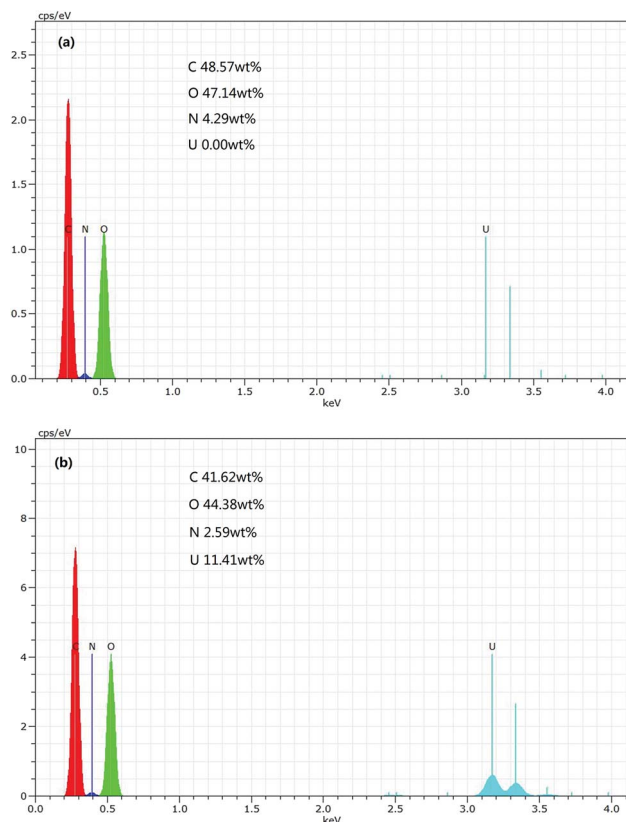 cps/eV
(a)
2.5
C 48.57wt%
O 47.14wt%
N 4.29wt%
U 0.00wt%
2.0
1.5
C N O U
1.0
0.5
0.0
0.5 1.0 1.5 2.0 2.5 3.0 3.5 4.0
keV
cps/eV
10
(b)
C 41.62wt%
O 44.38wt%
N 2.59wt%
U 11.41wt%
8
6
C N O U
4
2
0
0.0 0.5 1.0 1.5 2.0 2.5 3.0 3.5 4.0
keV